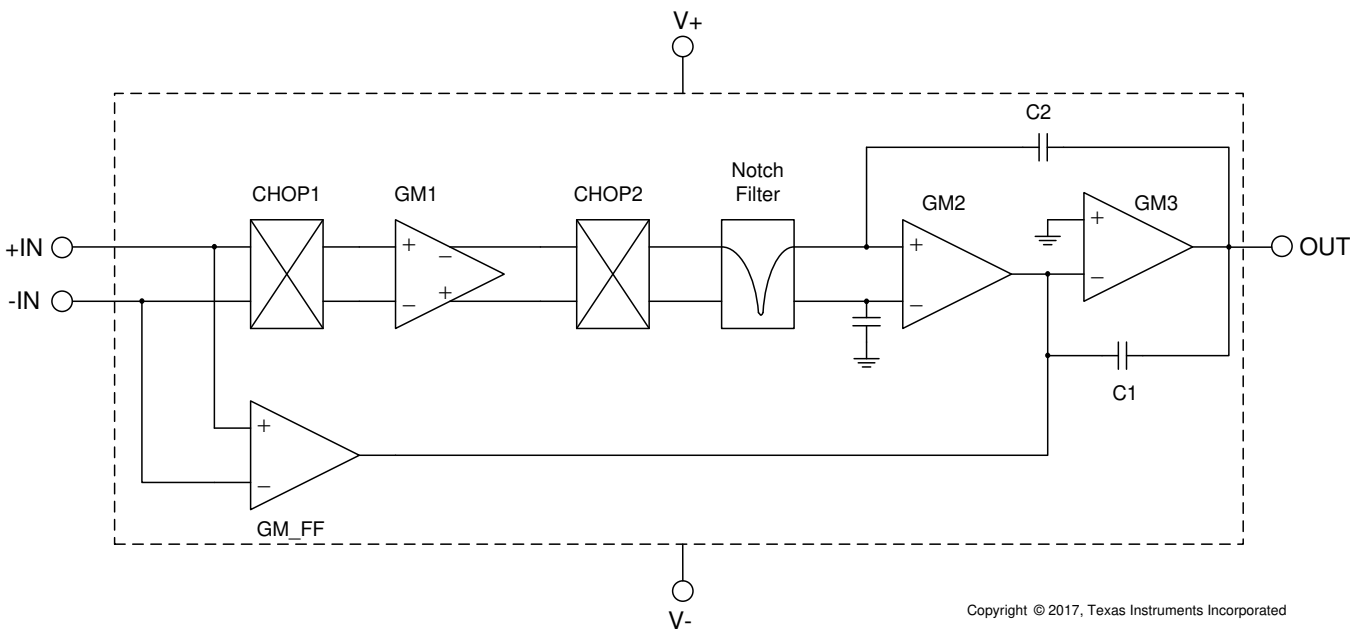 V+
C2
Notch
Filter
CHOP1
GM1
CHOP2
GM2
GM3
+
−
+IN
-IN
+
−
−
+
+
−
OUT
C1
+
−
GM_FF
V-
Copyright © 2017, Texas Instruments Incorporated